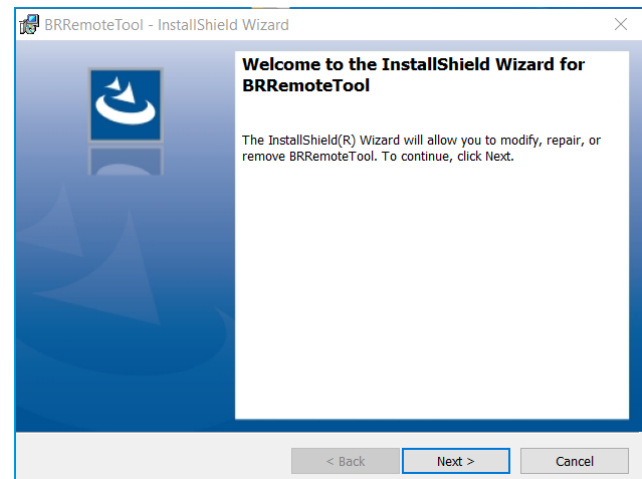 BRRemoteTool - InstallShield Wizard
Welcome to the InstallShield Wizard for
BRRemoteTool
The InstallShield(R) Wizard will allow you to modify, repair, or
remove BRRemoteTool. To continue, click Next.
< Back
Next >
Cancel